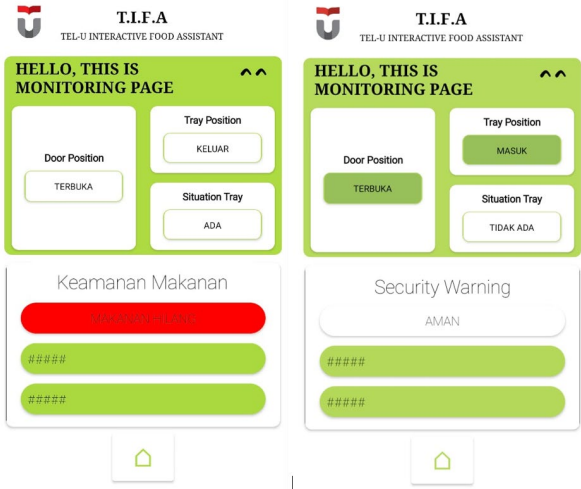 T.I.F.A
TEL-U INTERACTIVE FOOD ASSISTANT
HELLO, THIS IS
MONITORING PAGE
Door Position
TERBUKA
Tray Position
KELUAR
Situation Tray
ADA
Keamanan Makanan
MAKANAN HILANG
#####
#####
T.I.F.A
TEL-U INTERACTIVE FOOD ASSISTANT
HELLO, THIS IS
MONITORING PAGE
Door Position
TERBUKA
Tray Position
MASUK
Situation Tray
TIDAK ADA
Security Warning
AMAN
#####
#####